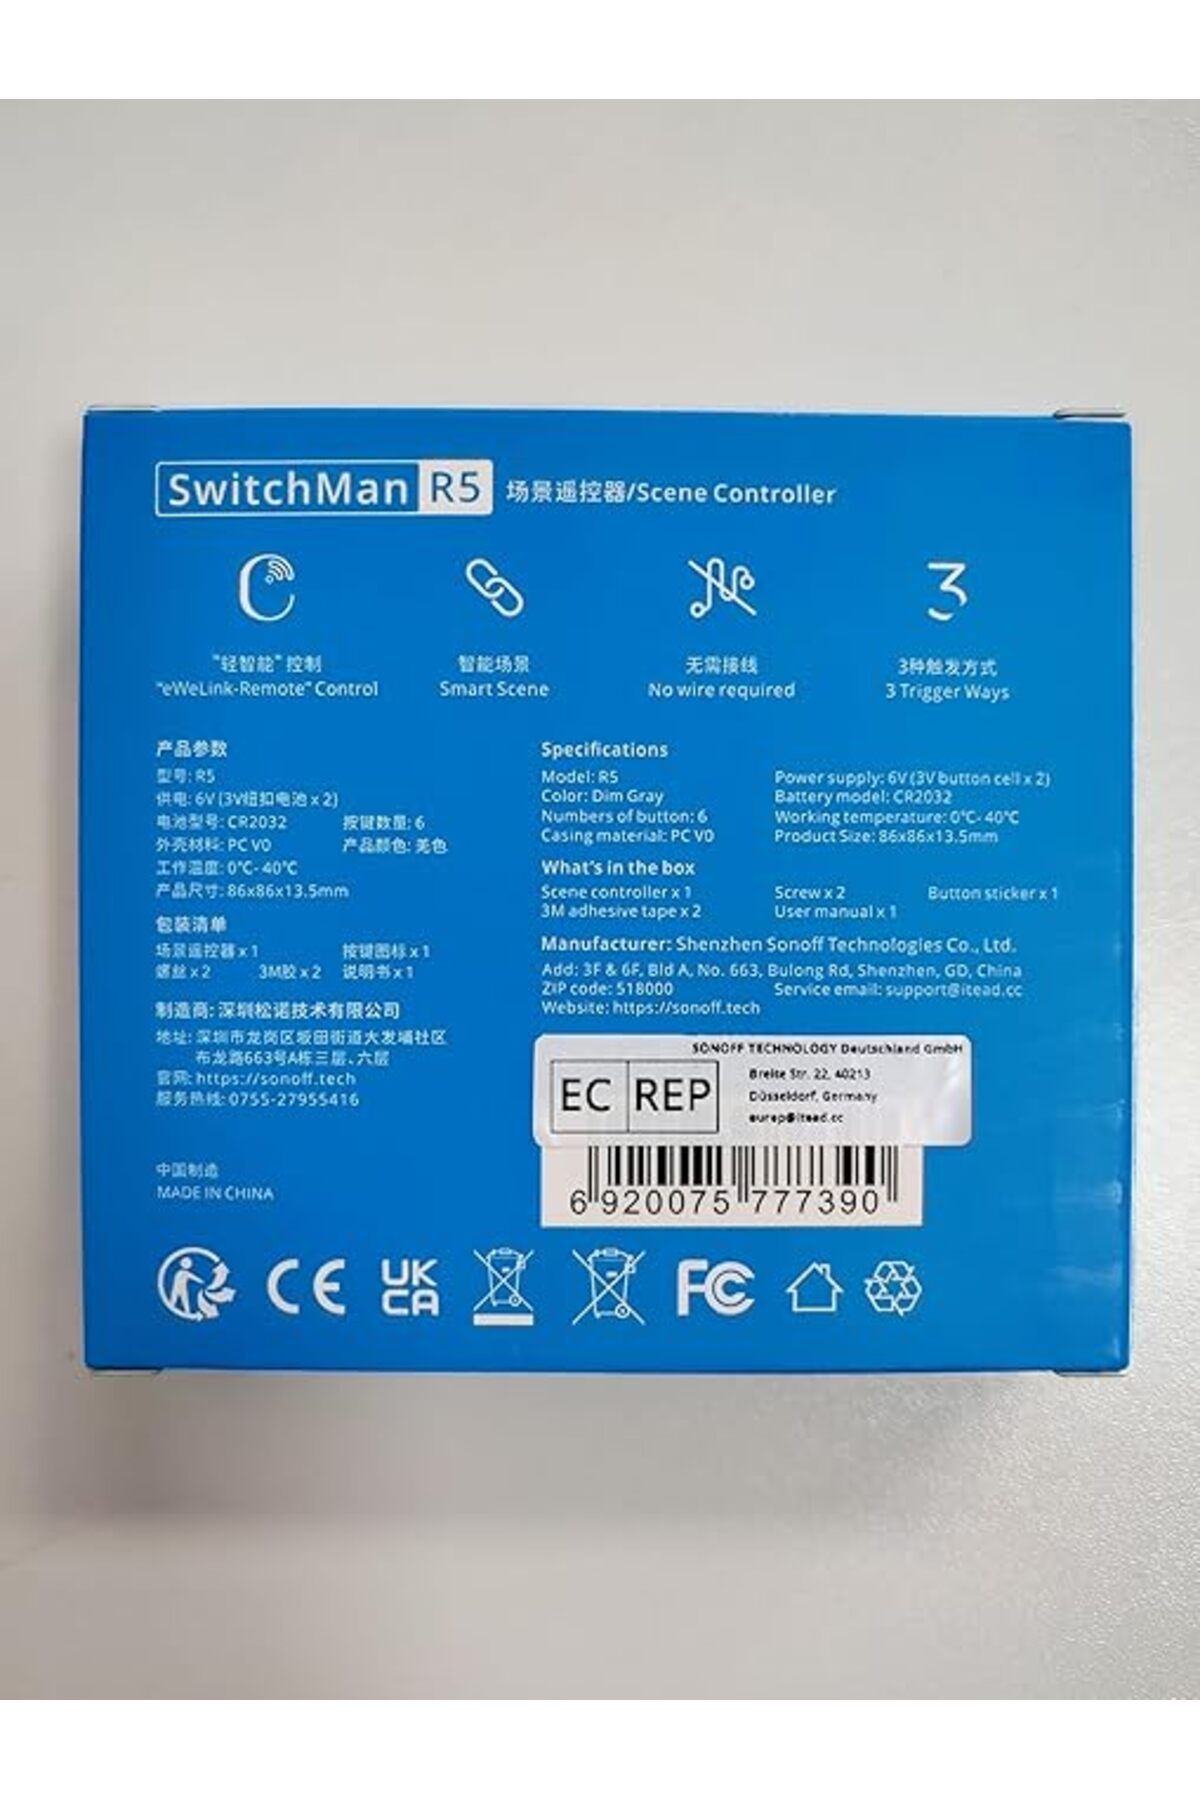 SwitchMan R5 场景遥控器/Scene Controller
"轻智能"控制
"eWeLink-Remote" Control
智能场景
Smart Scene
无需接线
No wire required
3
3种触发方式
3 Trigger Ways
产品参数
型号: R5
供电: 6V (3V纽扣电池 x 2)
电池型号: CR2032 按键数量: 6
外壳材料: PC V0 产品颜色: 羌色
工作温度: 0℃- 40℃
产品尺寸: 86x86x13.5mm
包装清单
场景遥控器 x 1 按键图标 x 1
螺丝 x 2 3M胶 x 2 说明书 x 1
制造商: 深圳松诺技术有限公司
地址: 深圳市龙岗区坂田街道大发埔社区
布龙路663号A栋三层、六层
官网: https://sonoff.tech
服务热线: 0755-27955416
中国制造
MADE IN CHINA
Specifications
Model: R5 Power supply: 6V (3V button cell x 2)
Color: Dim Gray Battery model: CR2032
Numbers of button: 6 Working temperature: 0℃- 40℃
Casing material: PC V0 Product Size: 86x86x13.5mm
What's in the box
Scene controller x 1 Screw x 2 Button sticker x 1
3M adhesive tape x 2 User manual x 1
Manufacturer: Shenzhen Sonoff Technologies Co., Ltd.
Add: 3F & 6F, Bld A, No. 663, Bulong Rd, Shenzhen, GD, China
ZIP code: 518000 Service email: support@itead.cc
Website: https://sonoff.tech
SONOFF TECHNOLOGY Deutschland GmbH
EC REP
Breite Str. 22, 40213
Düsseldorf, Germany
eurep@itead.cc
6 920075 777390
CE UK CA FC